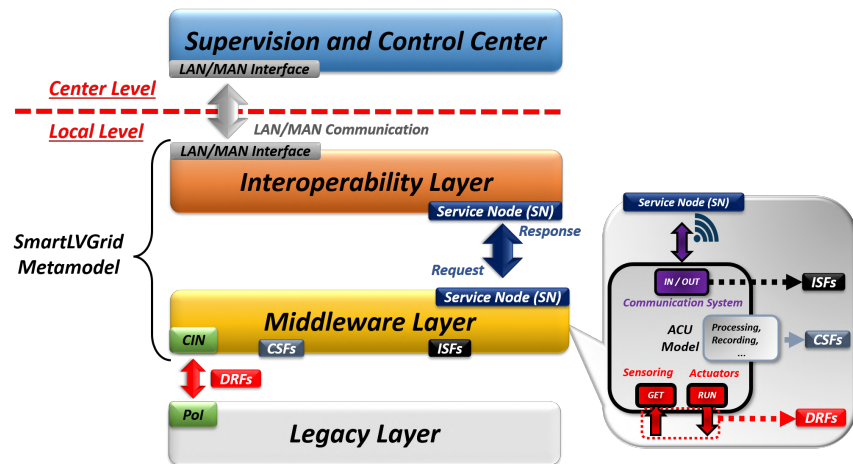 Supervision and Control Center
LAN/MAN Interface
Center Level
Local Level
LAN/MAN Communication
LAN/MAN Interface
Interoperability Layer
Service Node (SN)
SmartLVGrid
Metamodel
Response
Request
Service Node (SN)
Middleware Layer
CIN
CSFs
ISFs
DRFs
PoI
Legacy Layer
Service Node (SN)
IN / OUT
ISFs
Communication System
ACU
Model
Processing,
Recording,
...
CSFs
Sensoring
Actuators
GET
RUN
DRFs